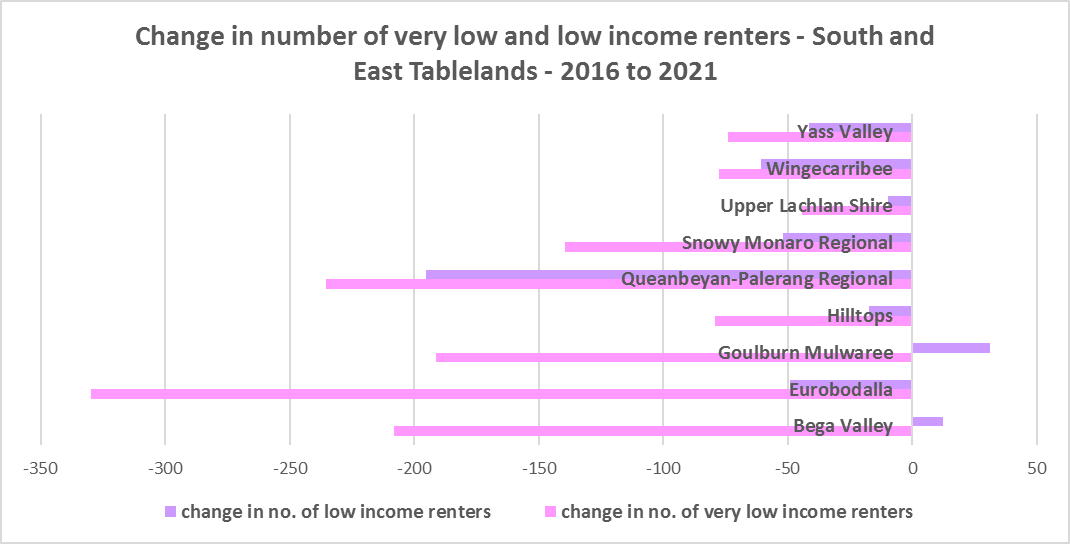 Change in number of very low and low income renters - South and
East Tablelands - 2016 to 2021
Yass Valley
Wingecarribee
Upper Lachlan Shire
Snowy Monaro Regional
Queanbeyan-Palerang Regional
Hilltops
Goulburn Mulwaree
Eurobodalla
Bega Valley
-350 -300 -250 -200 -150 -100 -50 0 50
change in no. of low income renters change in no. of very low income renters